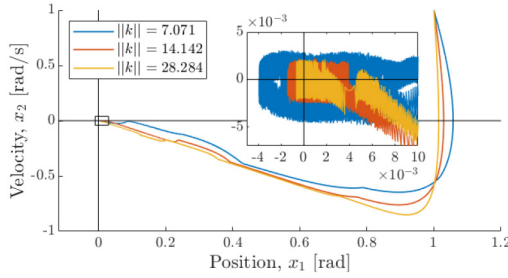 1
0.5
0
-0.5
-1
Velocity, x₂ [rad/s]
||k|| = 7.071
||k|| = 14.142
||k|| = 28.284
5 ×10⁻³
0
-5
-4 -2 0 2 4 6 8 10
×10⁻³
0 0.2 0.4 0.6 0.8 1 1.2
Position, x₁ [rad]